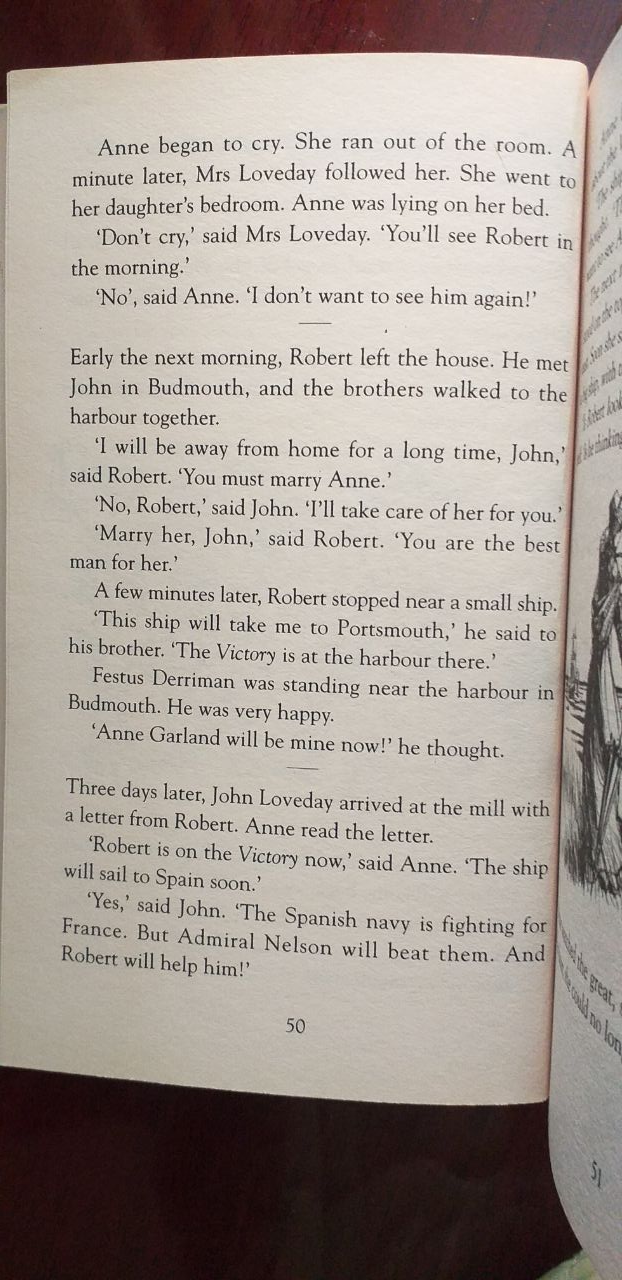 Anne began to cry. She ran out of the room. A
minute later, Mrs Loveday followed her. She went to
her daughter's bedroom. Anne was lying on her bed.
'Don't cry,' said Mrs Loveday. 'You'll see Robert in
the morning.'
'No', said Anne. 'I don't want to see him again!'
Early the next morning, Robert left the house. He met
John in Budmouth, and the brothers walked to the
harbour together.
'I will be away from home for a long time, John,'
said Robert. 'You must marry Anne.'
'No, Robert,' said John. 'I'll take care of her for you.'
'Marry her, John,' said Robert. 'You are the best
man for her.'
A few minutes later, Robert stopped near a small ship.
'This ship will take me to Portsmouth,' he said to
his brother. 'The Victory is at the harbour there.'
Festus Derriman was standing near the harbour in
Budmouth. He was very happy.
'Anne Garland will be mine now!' he thought.
Three days later, John Loveday arrived at the mill with
a letter from Robert. Anne read the letter.
'Robert is on the Victory now,' said Anne. 'The ship
will sail to Spain soon.'
'Yes,' said John. 'The Spanish navy is fighting for
France. But Admiral Nelson will beat them. And
Robert will help him!'
50
the great,
could no
51